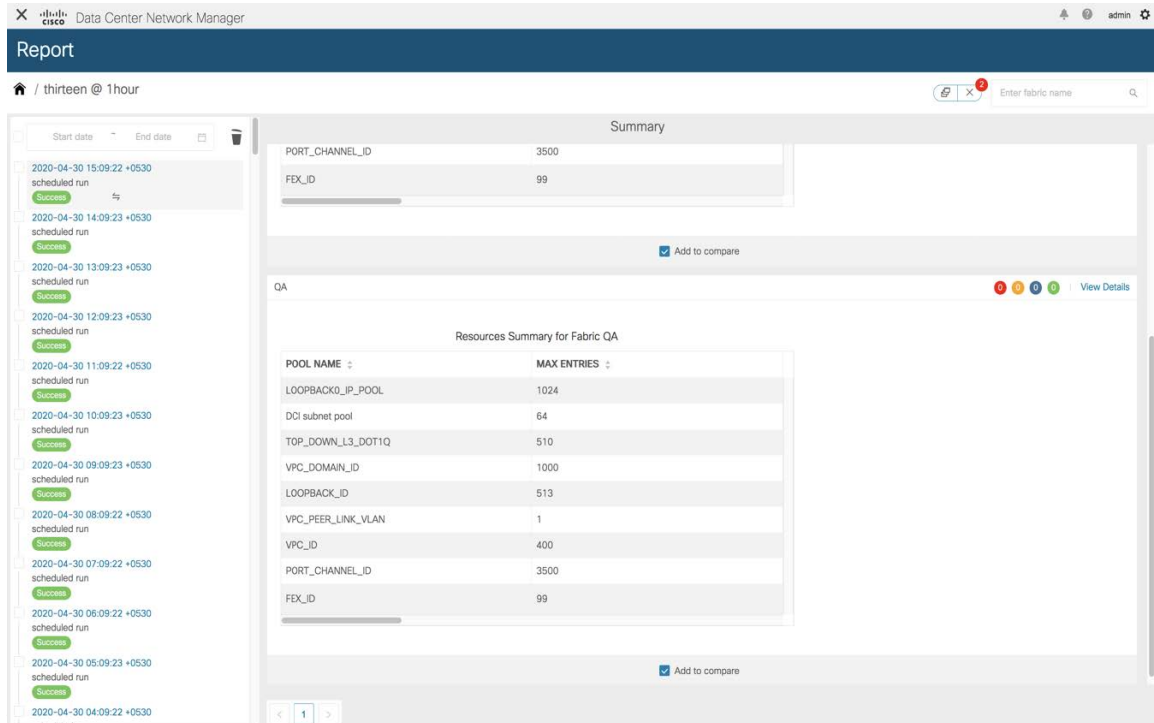 CISCO Data Center Network Manager
admin
Report
/ thirteen @ 1hour
2
Enter fabric name
Start date ~ End date
2020-04-30 15:09:22 +0530
scheduled run
Success
2020-04-30 14:09:23 +0530
scheduled run
Success
2020-04-30 13:09:23 +0530
scheduled run
Success
2020-04-30 12:09:23 +0530
scheduled run
Success
2020-04-30 11:09:22 +0530
scheduled run
Success
2020-04-30 10:09:23 +0530
scheduled run
Success
2020-04-30 09:09:23 +0530
scheduled run
Success
2020-04-30 08:09:22 +0530
scheduled run
Success
2020-04-30 07:09:22 +0530
scheduled run
Success
2020-04-30 06:09:22 +0530
scheduled run
Success
2020-04-30 05:09:23 +0530
scheduled run
Success
2020-04-30 04:09:22 +0530
Summary
PORT_CHANNEL_ID 3500
FEX_ID 99
Add to compare
QA 0 0 0 0 View Details
Resources Summary for Fabric QA
POOL NAME MAX ENTRIES
LOOPBACK0_IP_POOL 1024
DCI subnet pool 64
TOP_DOWN_L3_DOT1Q 510
VPC_DOMAIN_ID 1000
LOOPBACK_ID 513
VPC_PEER_LINK_VLAN 1
VPC_ID 400
PORT_CHANNEL_ID 3500
FEX_ID 99
Add to compare
< 1 >